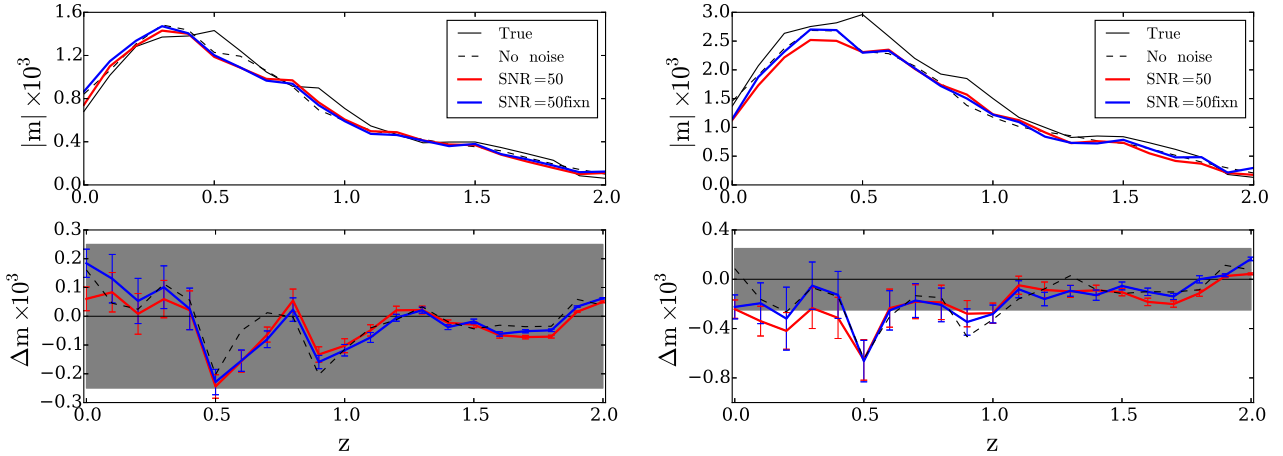 1.6
1.2
0.8
0.4
0.0
|m| ×10³
True
No noise
SNR=50
SNR=50fixn
0.0 0.5 1.0 1.5 2.0
0.3
0.2
0.1
0.0
−0.1
−0.2
−0.3
Δm ×10³
0.0 0.5 1.0 1.5 2.0
z
3.0
2.5
2.0
1.5
1.0
0.5
0.0
|m| ×10³
True
No noise
SNR=50
SNR=50fixn
0.0 0.5 1.0 1.5 2.0
0.4
0.0
−0.4
−0.8
Δm ×10³
0.0 0.5 1.0 1.5 2.0
z